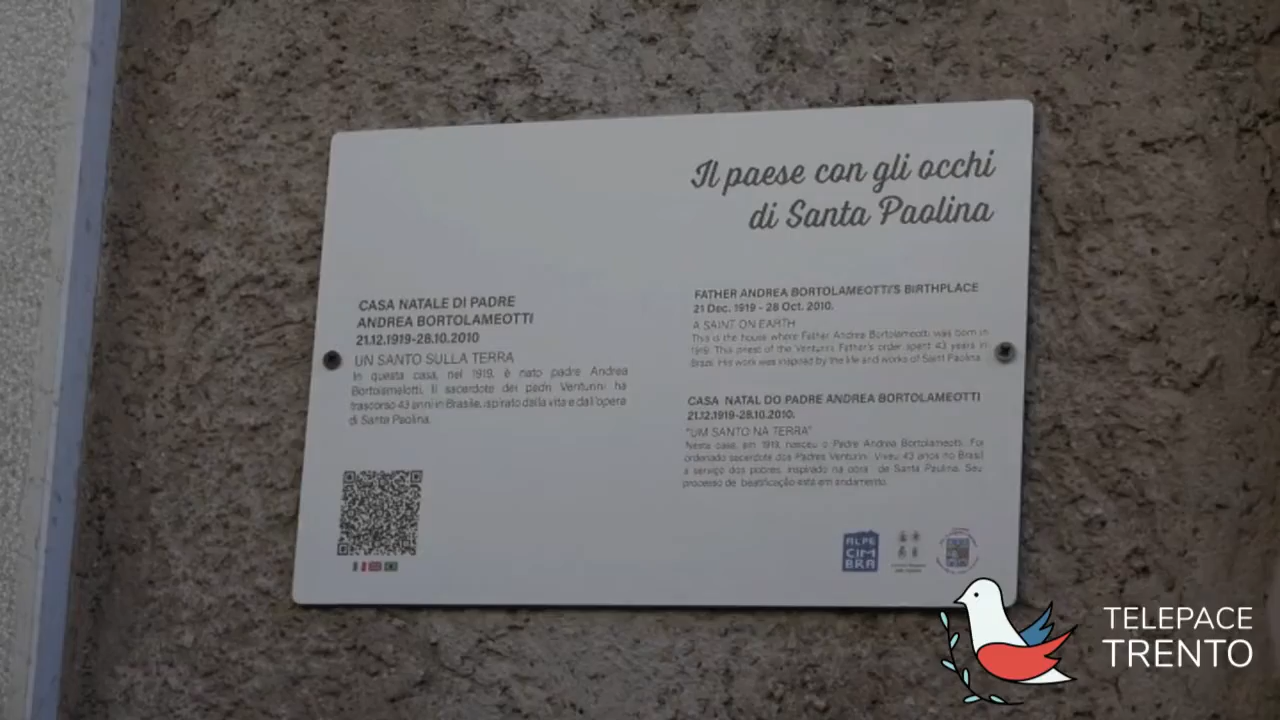 Il paese con gli occhi
di Santa Paolina
CASA NATALE DI PADRE
ANDREA BORTOLAMEOTTI
21.12.1919-28.10.2010
UN SANTO SULLA TERRA
In questa casa, nel 1919, è nato padre Andrea
Bortolamelotti. Il sacerdote dei padri Venturini ha
trascorso 43 anni in Brasile, ispirato dalla vita e dall'opera
di Santa Paolina.
FATHER ANDREA BORTOLAMEOTTI'S BIRTHPLACE
21 Dec. 1919 - 28 Oct. 2010.
A SAINT ON EARTH
This is the house where Father Andrea Bortolameotti was born in
1919. This priest of the Venturini Father's order spent 43 years in
Brazil. His work was inspired by the life and works of Saint Paolina.
CASA NATAL DO PADRE ANDREA BORTOLAMEOTTI
21.12.1919-28.10.2010.
"UM SANTO NA TERRA"
Nesta casa, em 1919, nasceu o Padre Andrea Bortolameotti. Foi
ordenado sacerdote dos Padres Venturini. Viveu 43 anos no Brasil
a serviço dos pobres, inspirado na obra de Santa Paulina. Seu
processo de beatificação está em andamento.
ALPE
CIM
BRA
TELEPACE
TRENTO